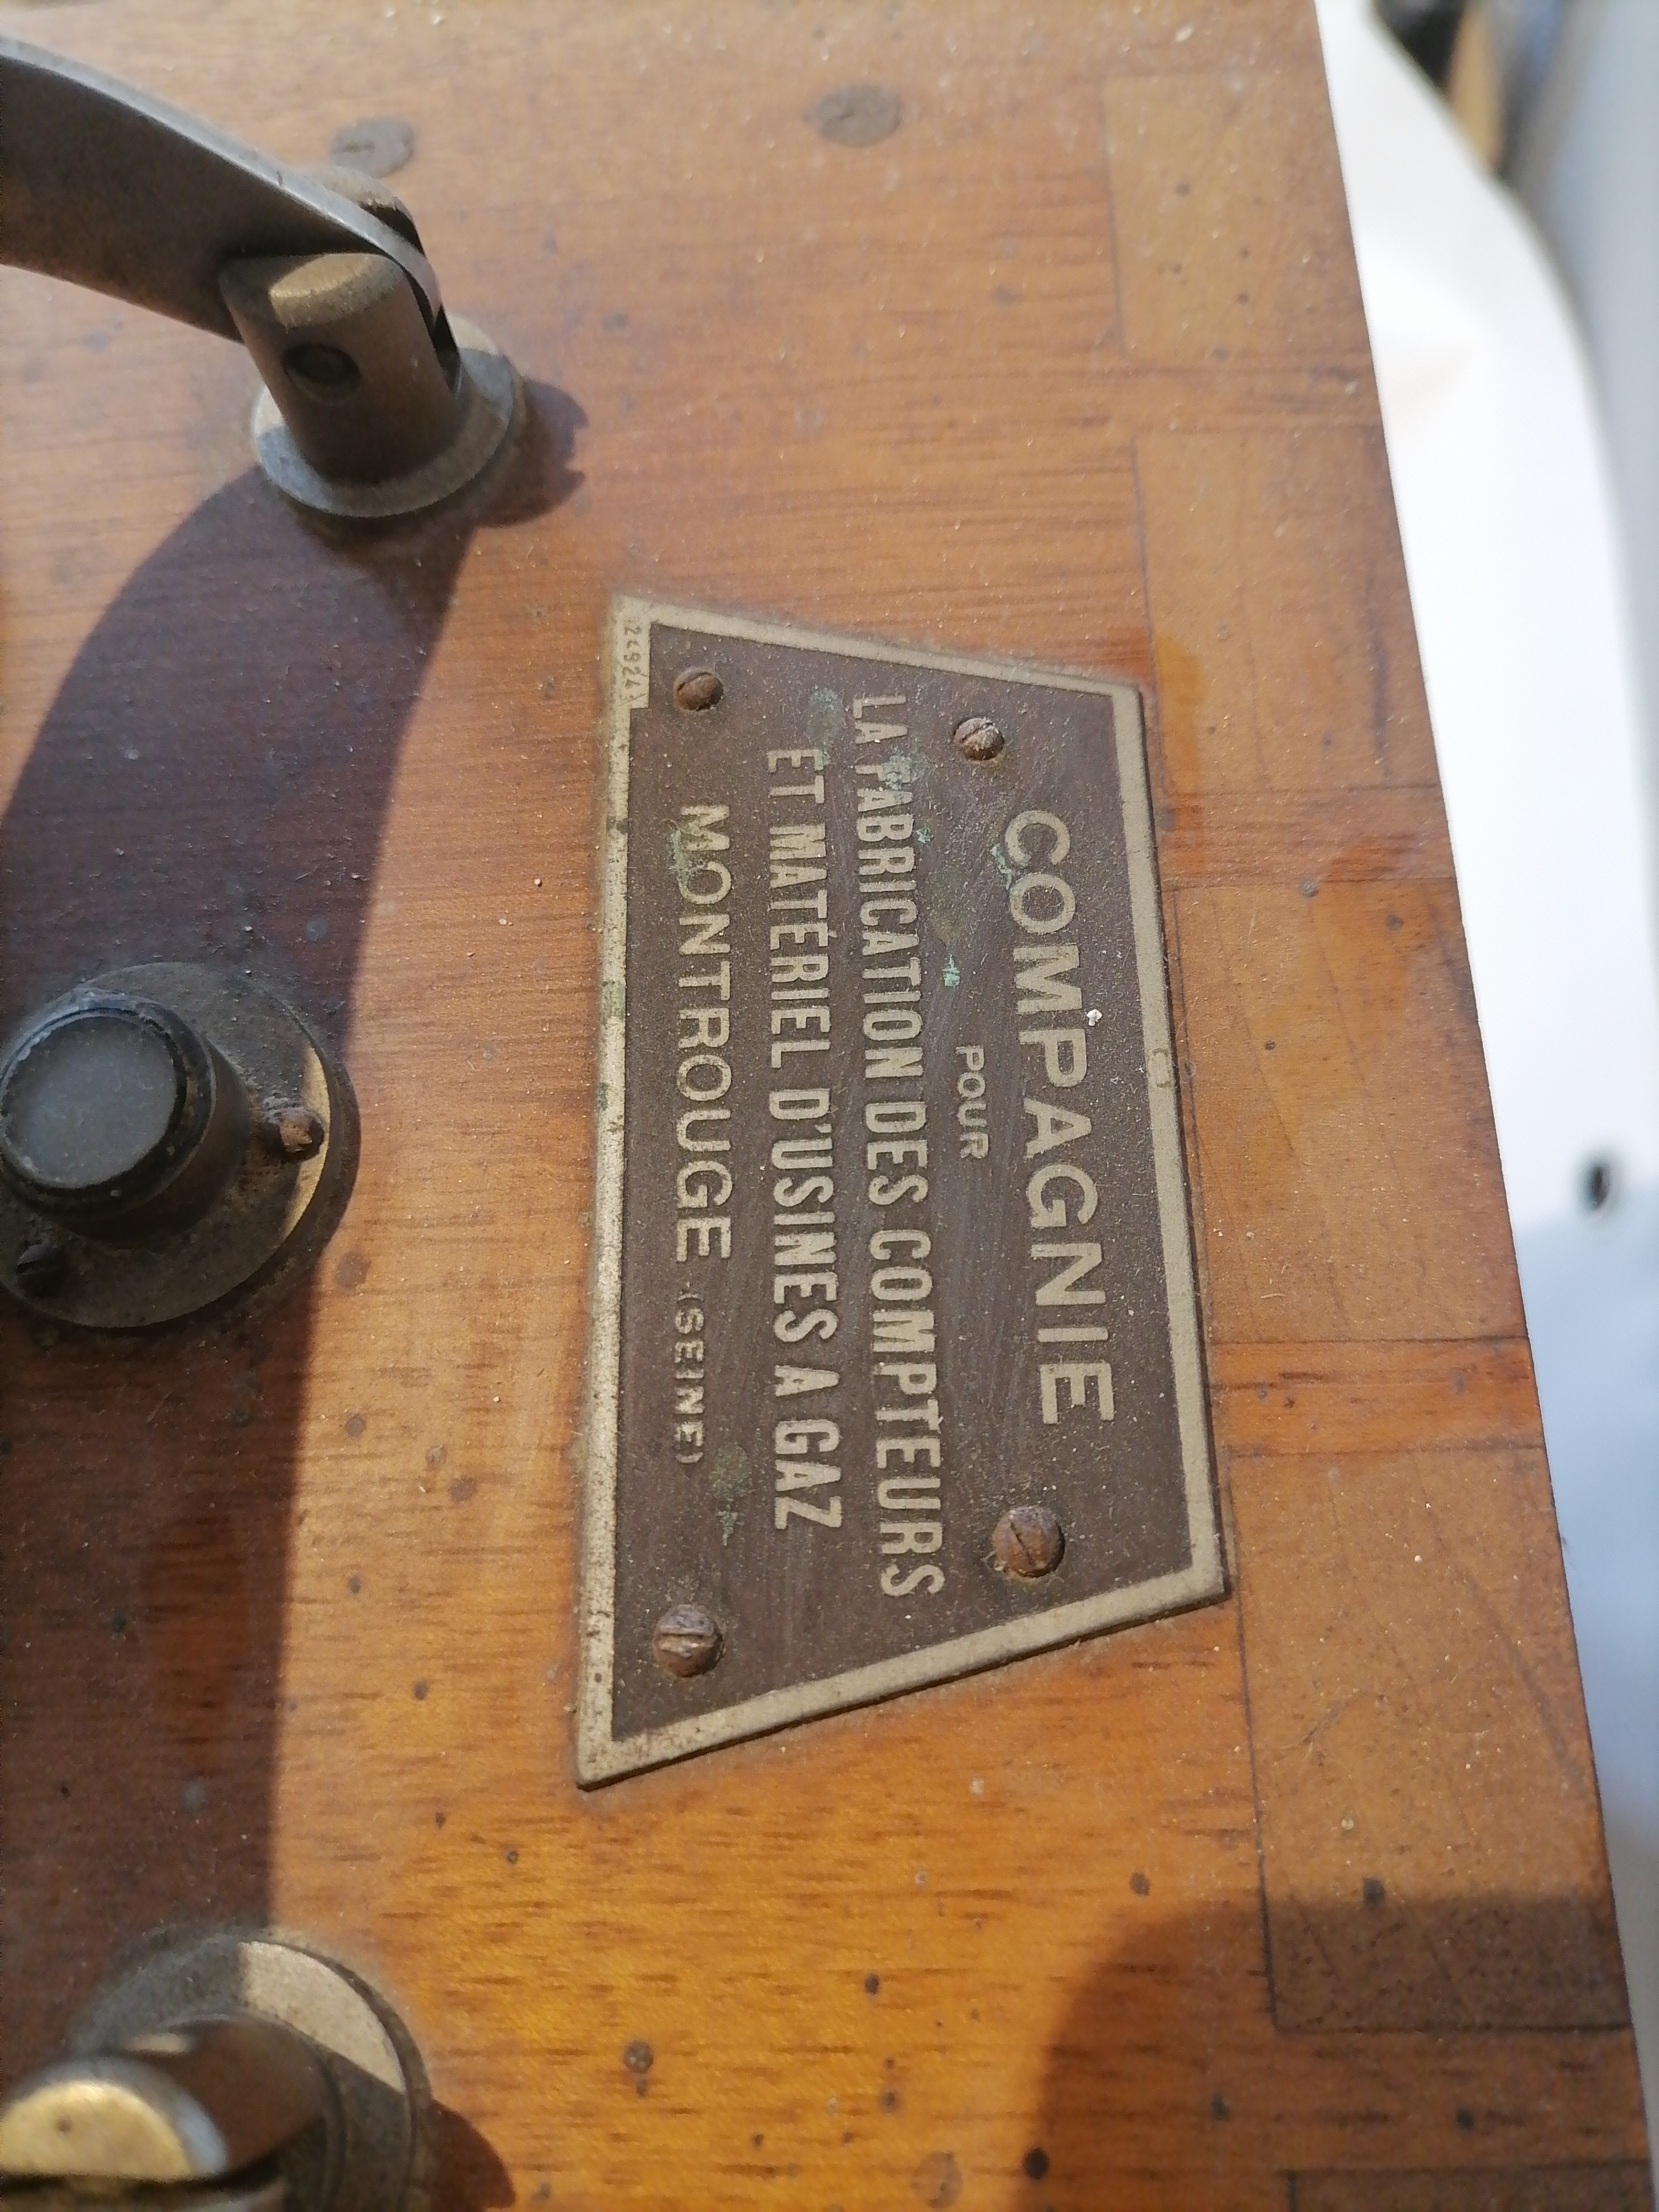 COMPAGNIE
POUR
LA FABRICATION DES COMPTEURS
ET MATÉRIEL D'USINES A GAZ
MONTROUGE (SEINE)